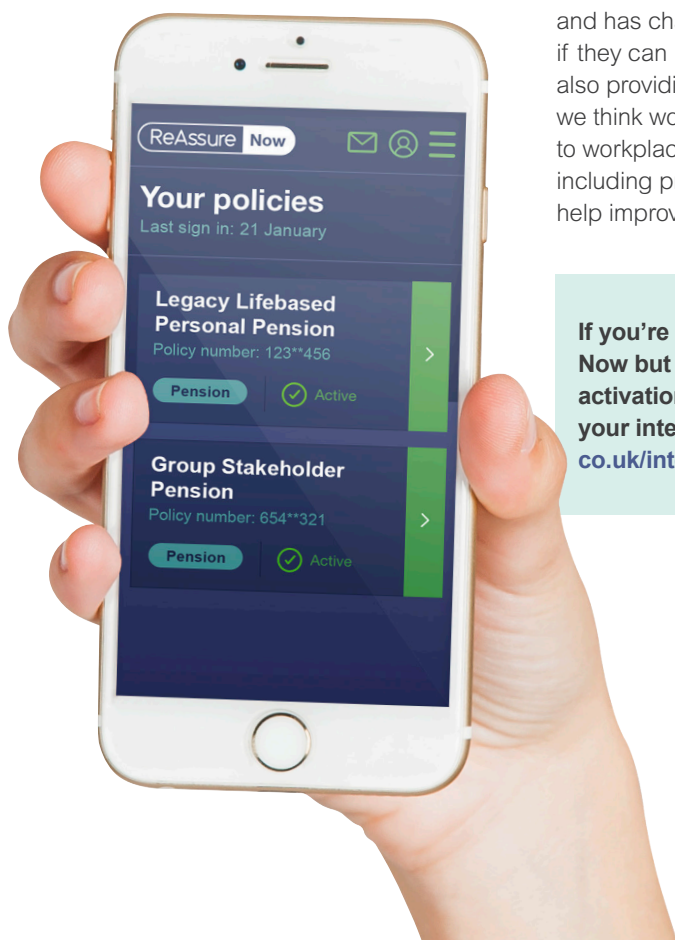 and has ch
if they can
also providi
we think wo
to workplac
including p
help improv
ReAssure Now
Your policies
Last sign in: 21 January
Legacy Lifebased
Personal Pension
Policy number: 123**456
Pension Active
Group Stakeholder
Pension
Policy number: 654**321
Pension Active
If you're
Now but
activation
your inte
co.uk/int